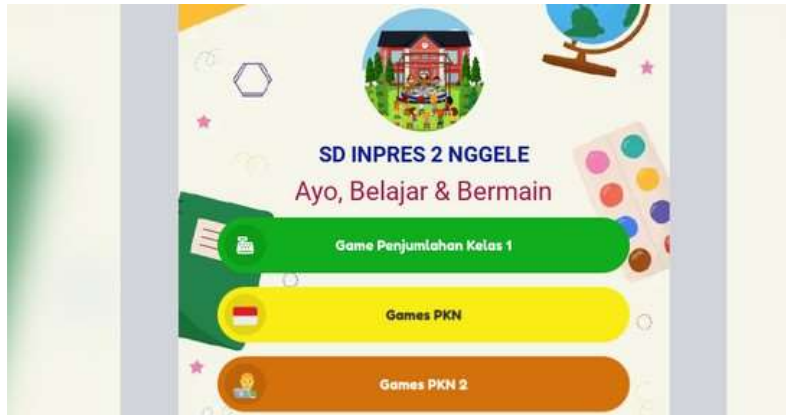 SD INPRES 2 NGGELE
Ayo, Belajar & Bermain
Game Penjumlahan Kelas 1
Games PKN
Games PKN 2